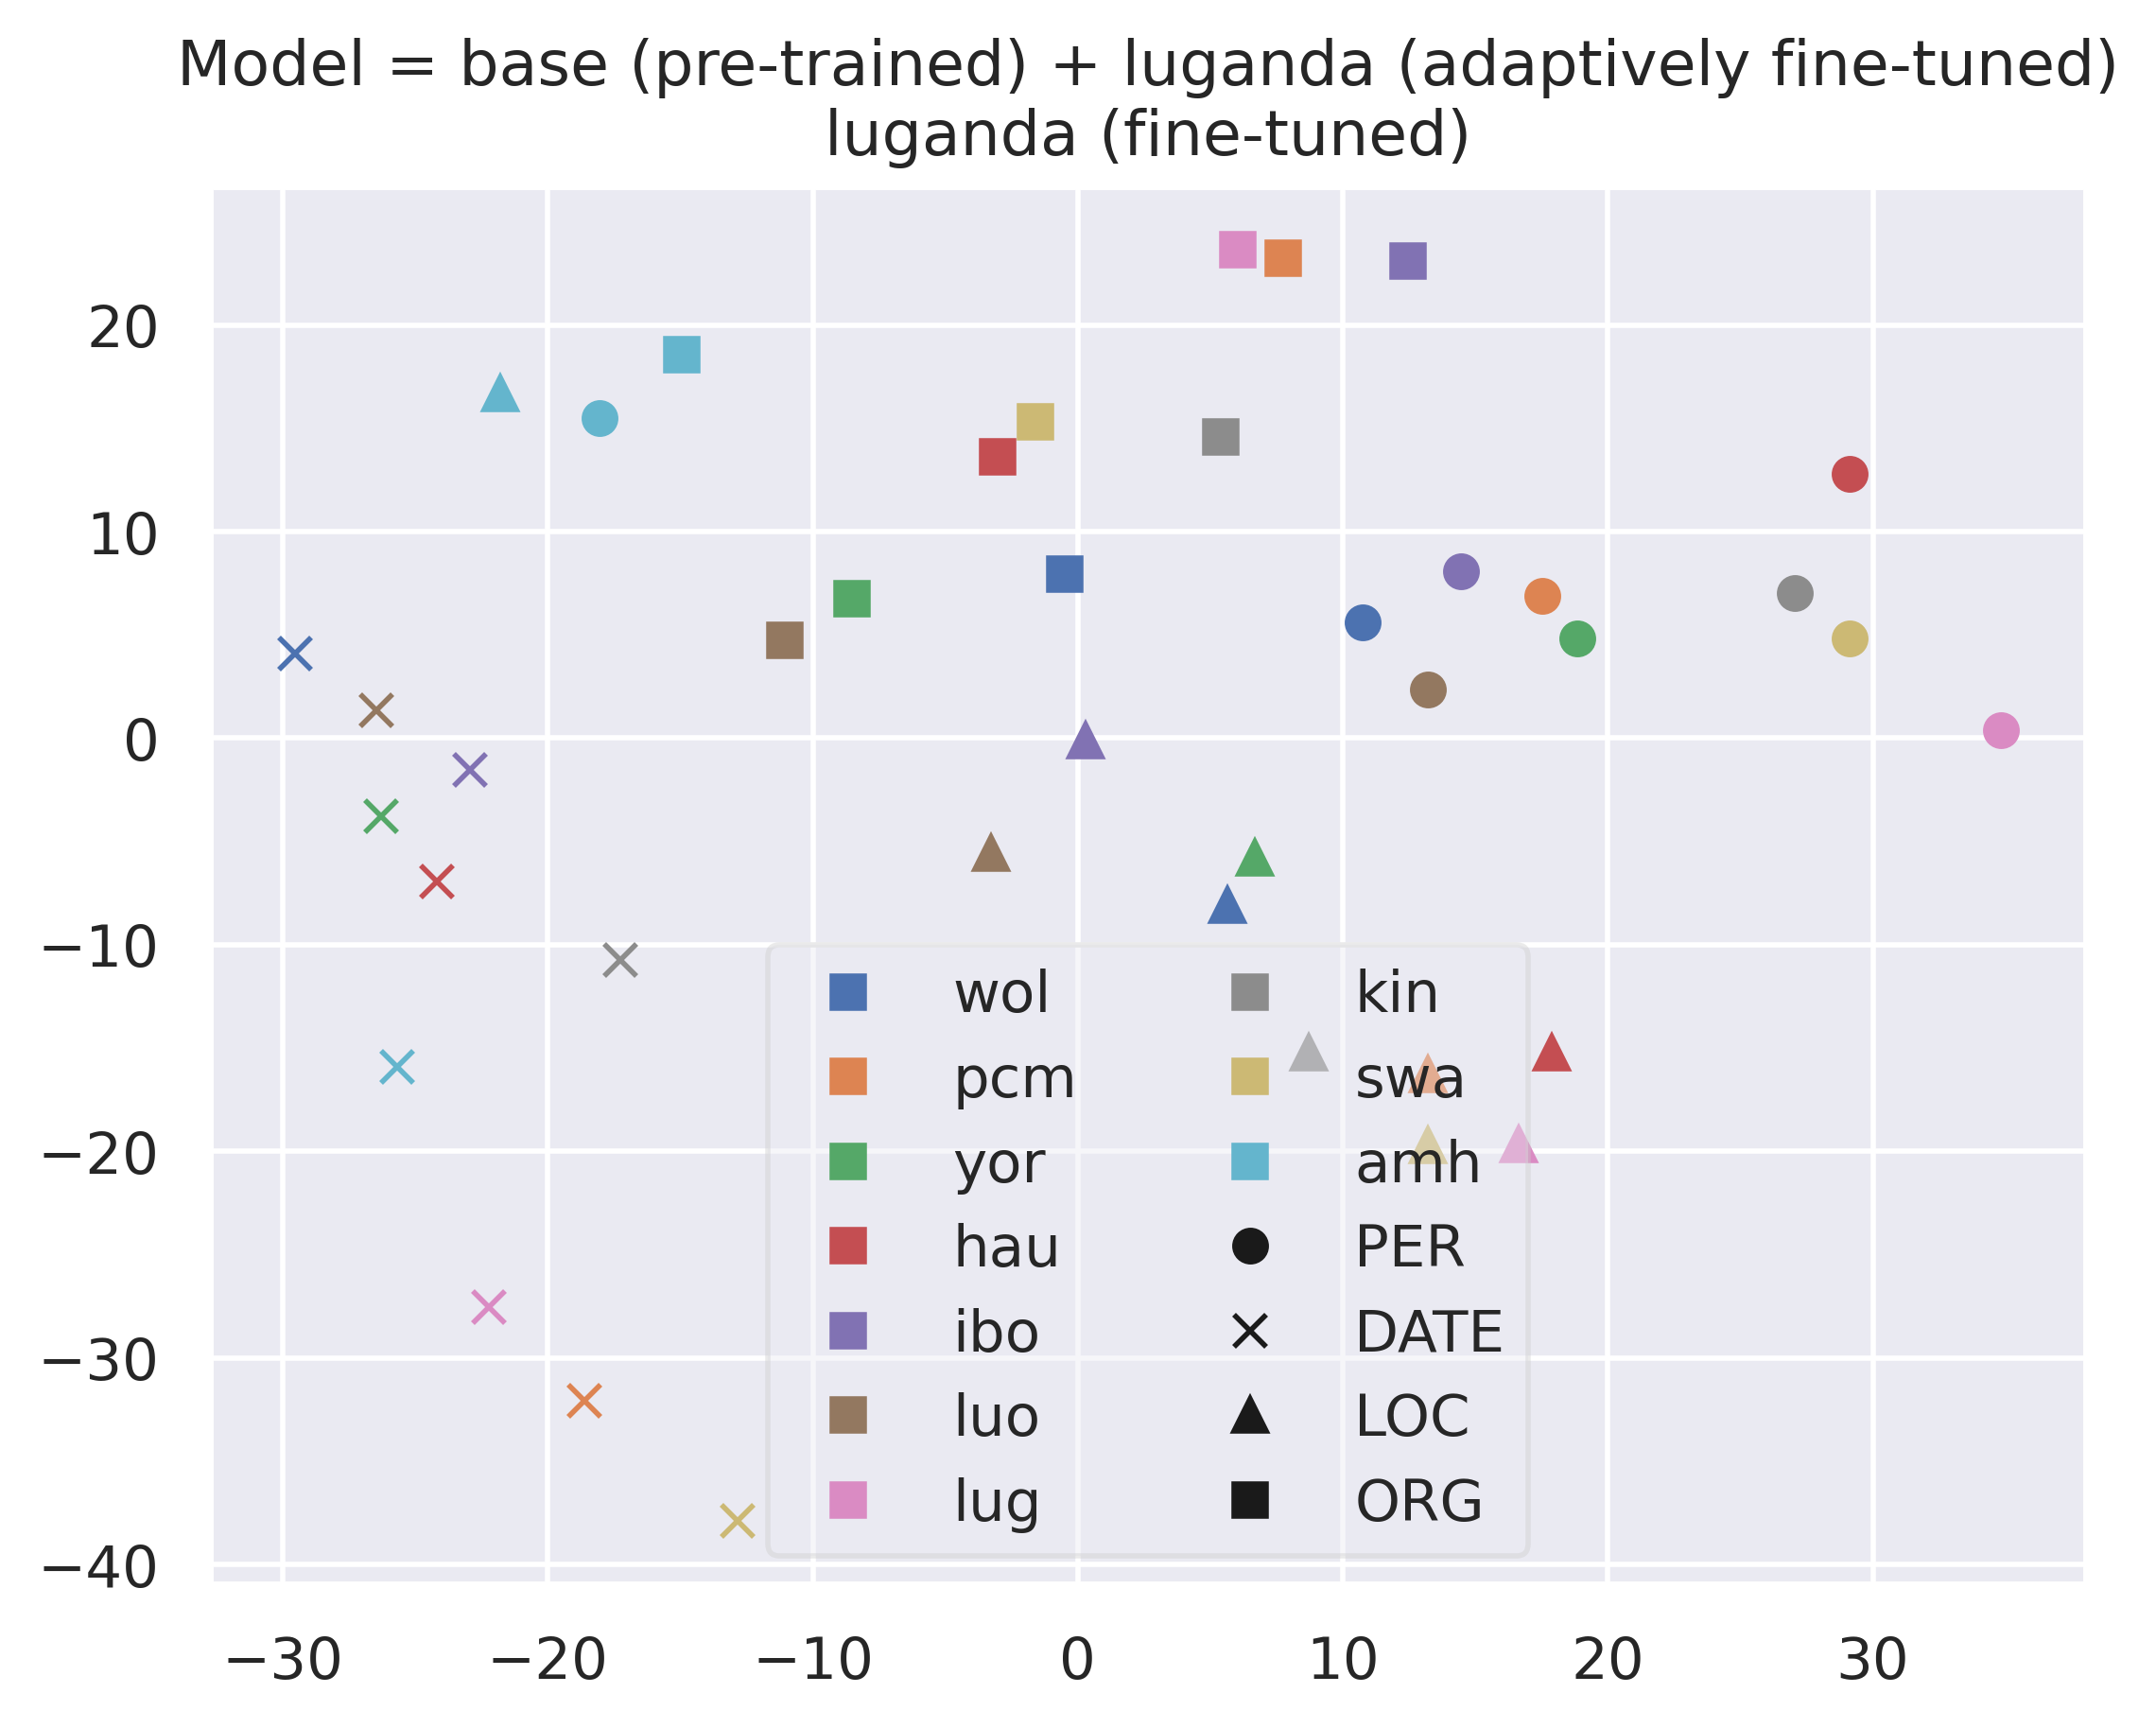 Model = base (pre-trained) + luganda (adaptively fine-tuned)
luganda (fine-tuned)
20
10
0
−10
−20
−30
−40
wol
pcm
yor
hau
ibo
luo
lug
kin
swa
amh
PER
DATE
LOC
ORG
−30
−20
−10
0
10
20
30